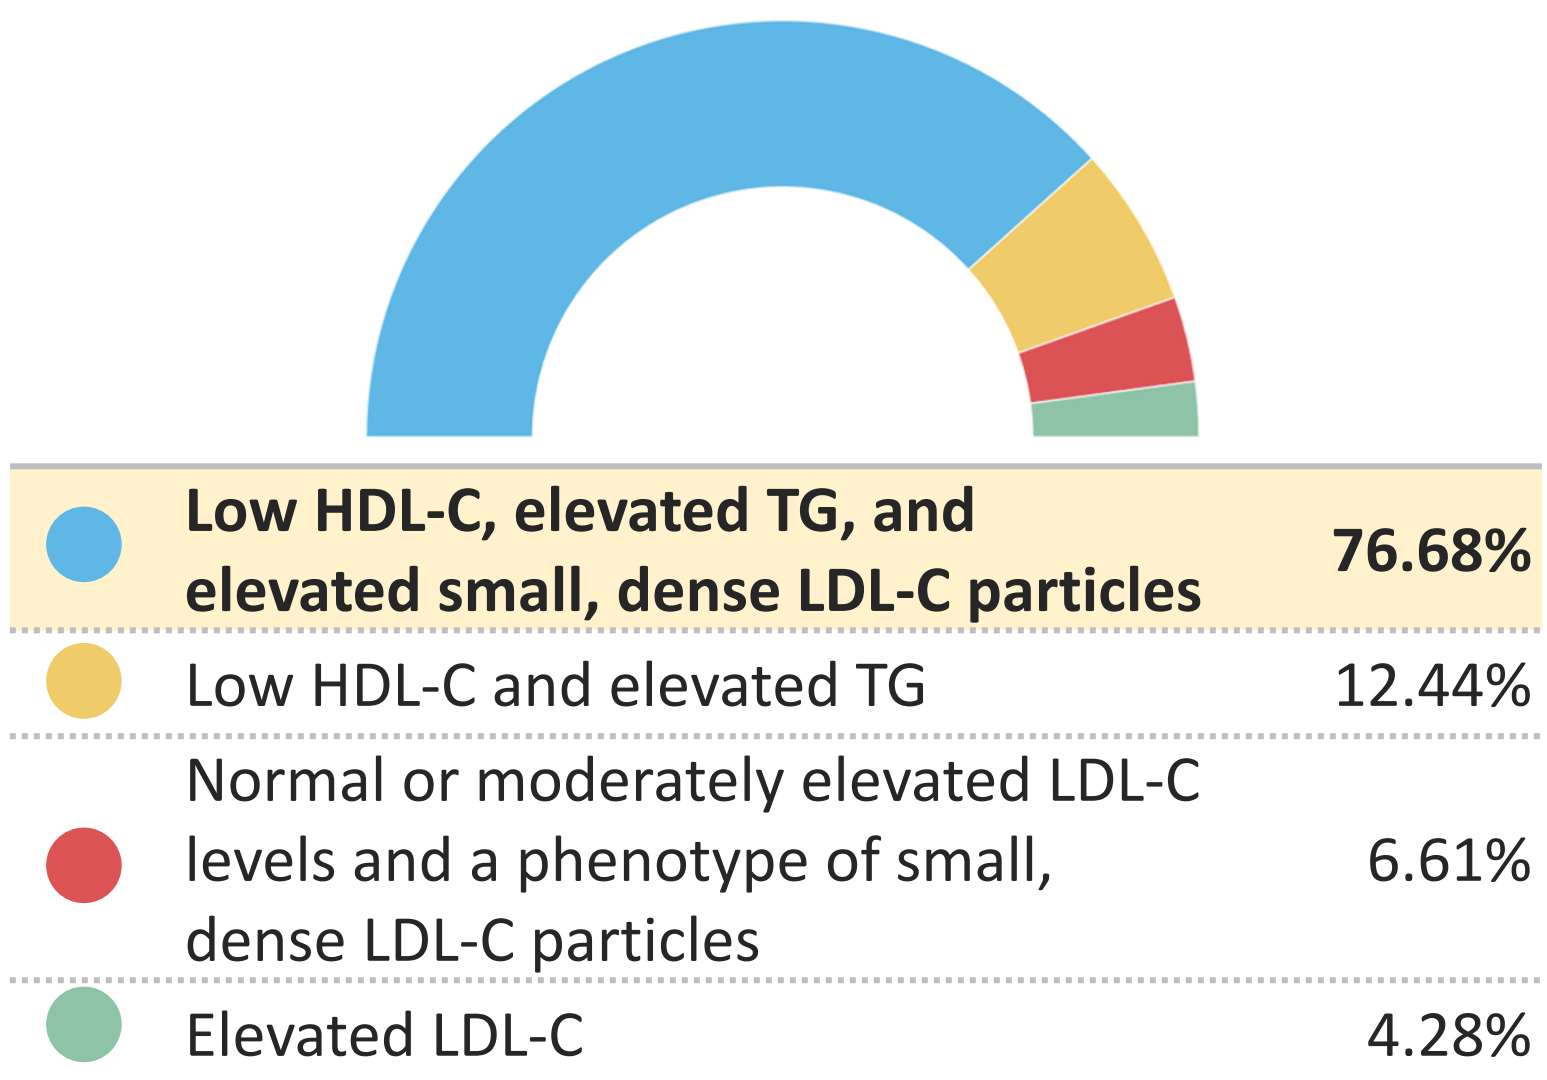 Low HDL-C, elevated TG, and
elevated small, dense LDL-C particles
76.68%
Low HDL-C and elevated TG
12.44%
Normal or moderately elevated LDL-C
levels and a phenotype of small,
dense LDL-C particles
6.61%
Elevated LDL-C
4.28%